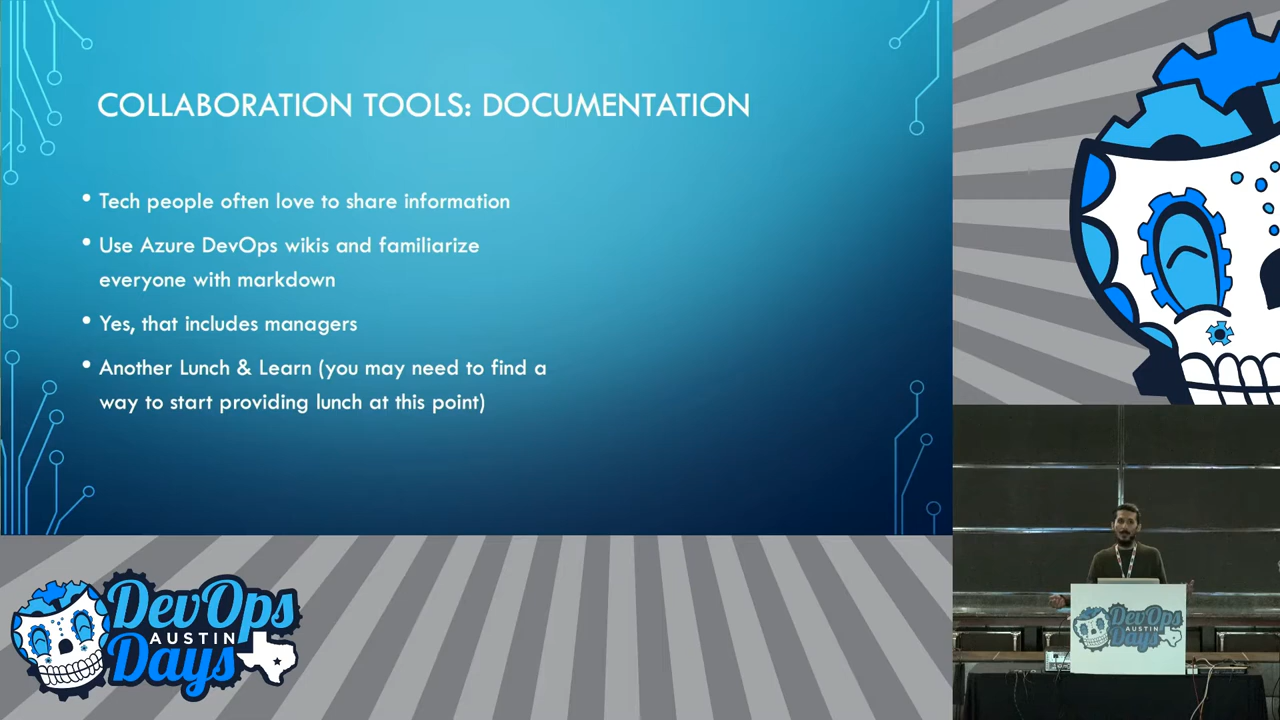 COLLABORATION TOOLS: DOCUMENTATION
• Tech people often love to share information
• Use Azure DevOps wikis and familiarize
everyone with markdown
• Yes, that includes managers
• Another Lunch & Learn (you may need to find a
way to start providing lunch at this point)
DevOps
AUSTIN
Days
DevOps
AUSTIN
Days